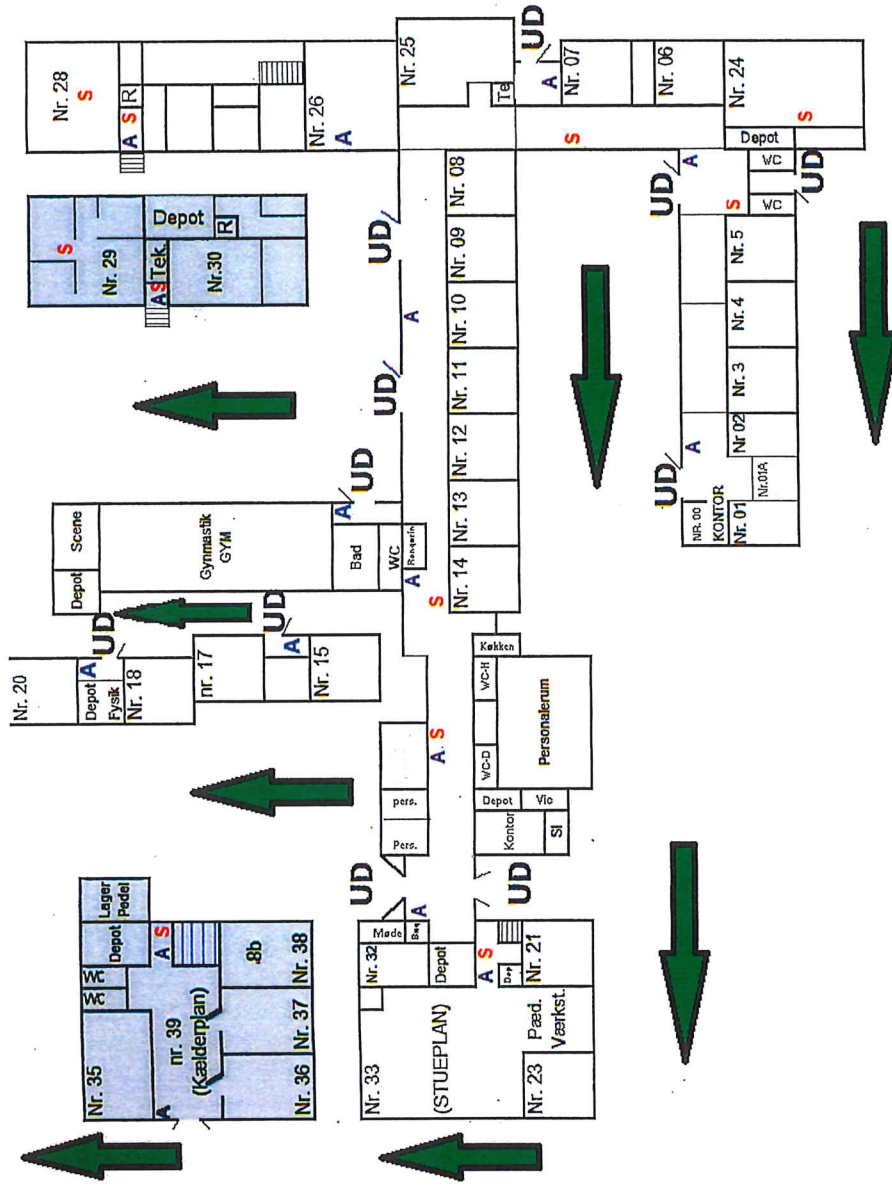 Nr. 28
S
A S R
Nr. 26
A
Nr. 25
Te
UD
Nr. 07
A
Nr. 06
Nr. 24
S
S
Depot
WC
WC
A
UD
UD
S
S
Nr. 29
Depot
R
A S Tek.
Nr.30
UD
A
UD
Nr. 08
Nr. 09
Nr. 10
Nr. 11
Nr. 12
Nr. 13
Nr. 14
Nr. 5
Nr. 4
Nr. 3
Nr 02
Nr.01A
A
UD
NR. 00
KONTOR
Nr. 01
Scene
Depot
Gynmastik
GYM
A
UD
Bad
WC
A
S
Nr. 20
UD
A
Depot
Fysik
Nr. 18
nr. 17
UD
A
Nr. 15
Køkken
WC-H
WC-D
Personalerum
A S
pers.
Pers.
Depot
Vic
Kontor
SI
UD
UD
A
Lager
Pedel
Depot
A S
8b
Nr. 38
Nr. 37
Nr. 36
Nr. 35
nr. 39
(Kælderplan)
A
Møde
Nr. 32
Depot
A S
Dep
Nr. 21
Nr. 33
(STUEPLAN)
Pæd.
Værkst.
Nr. 23